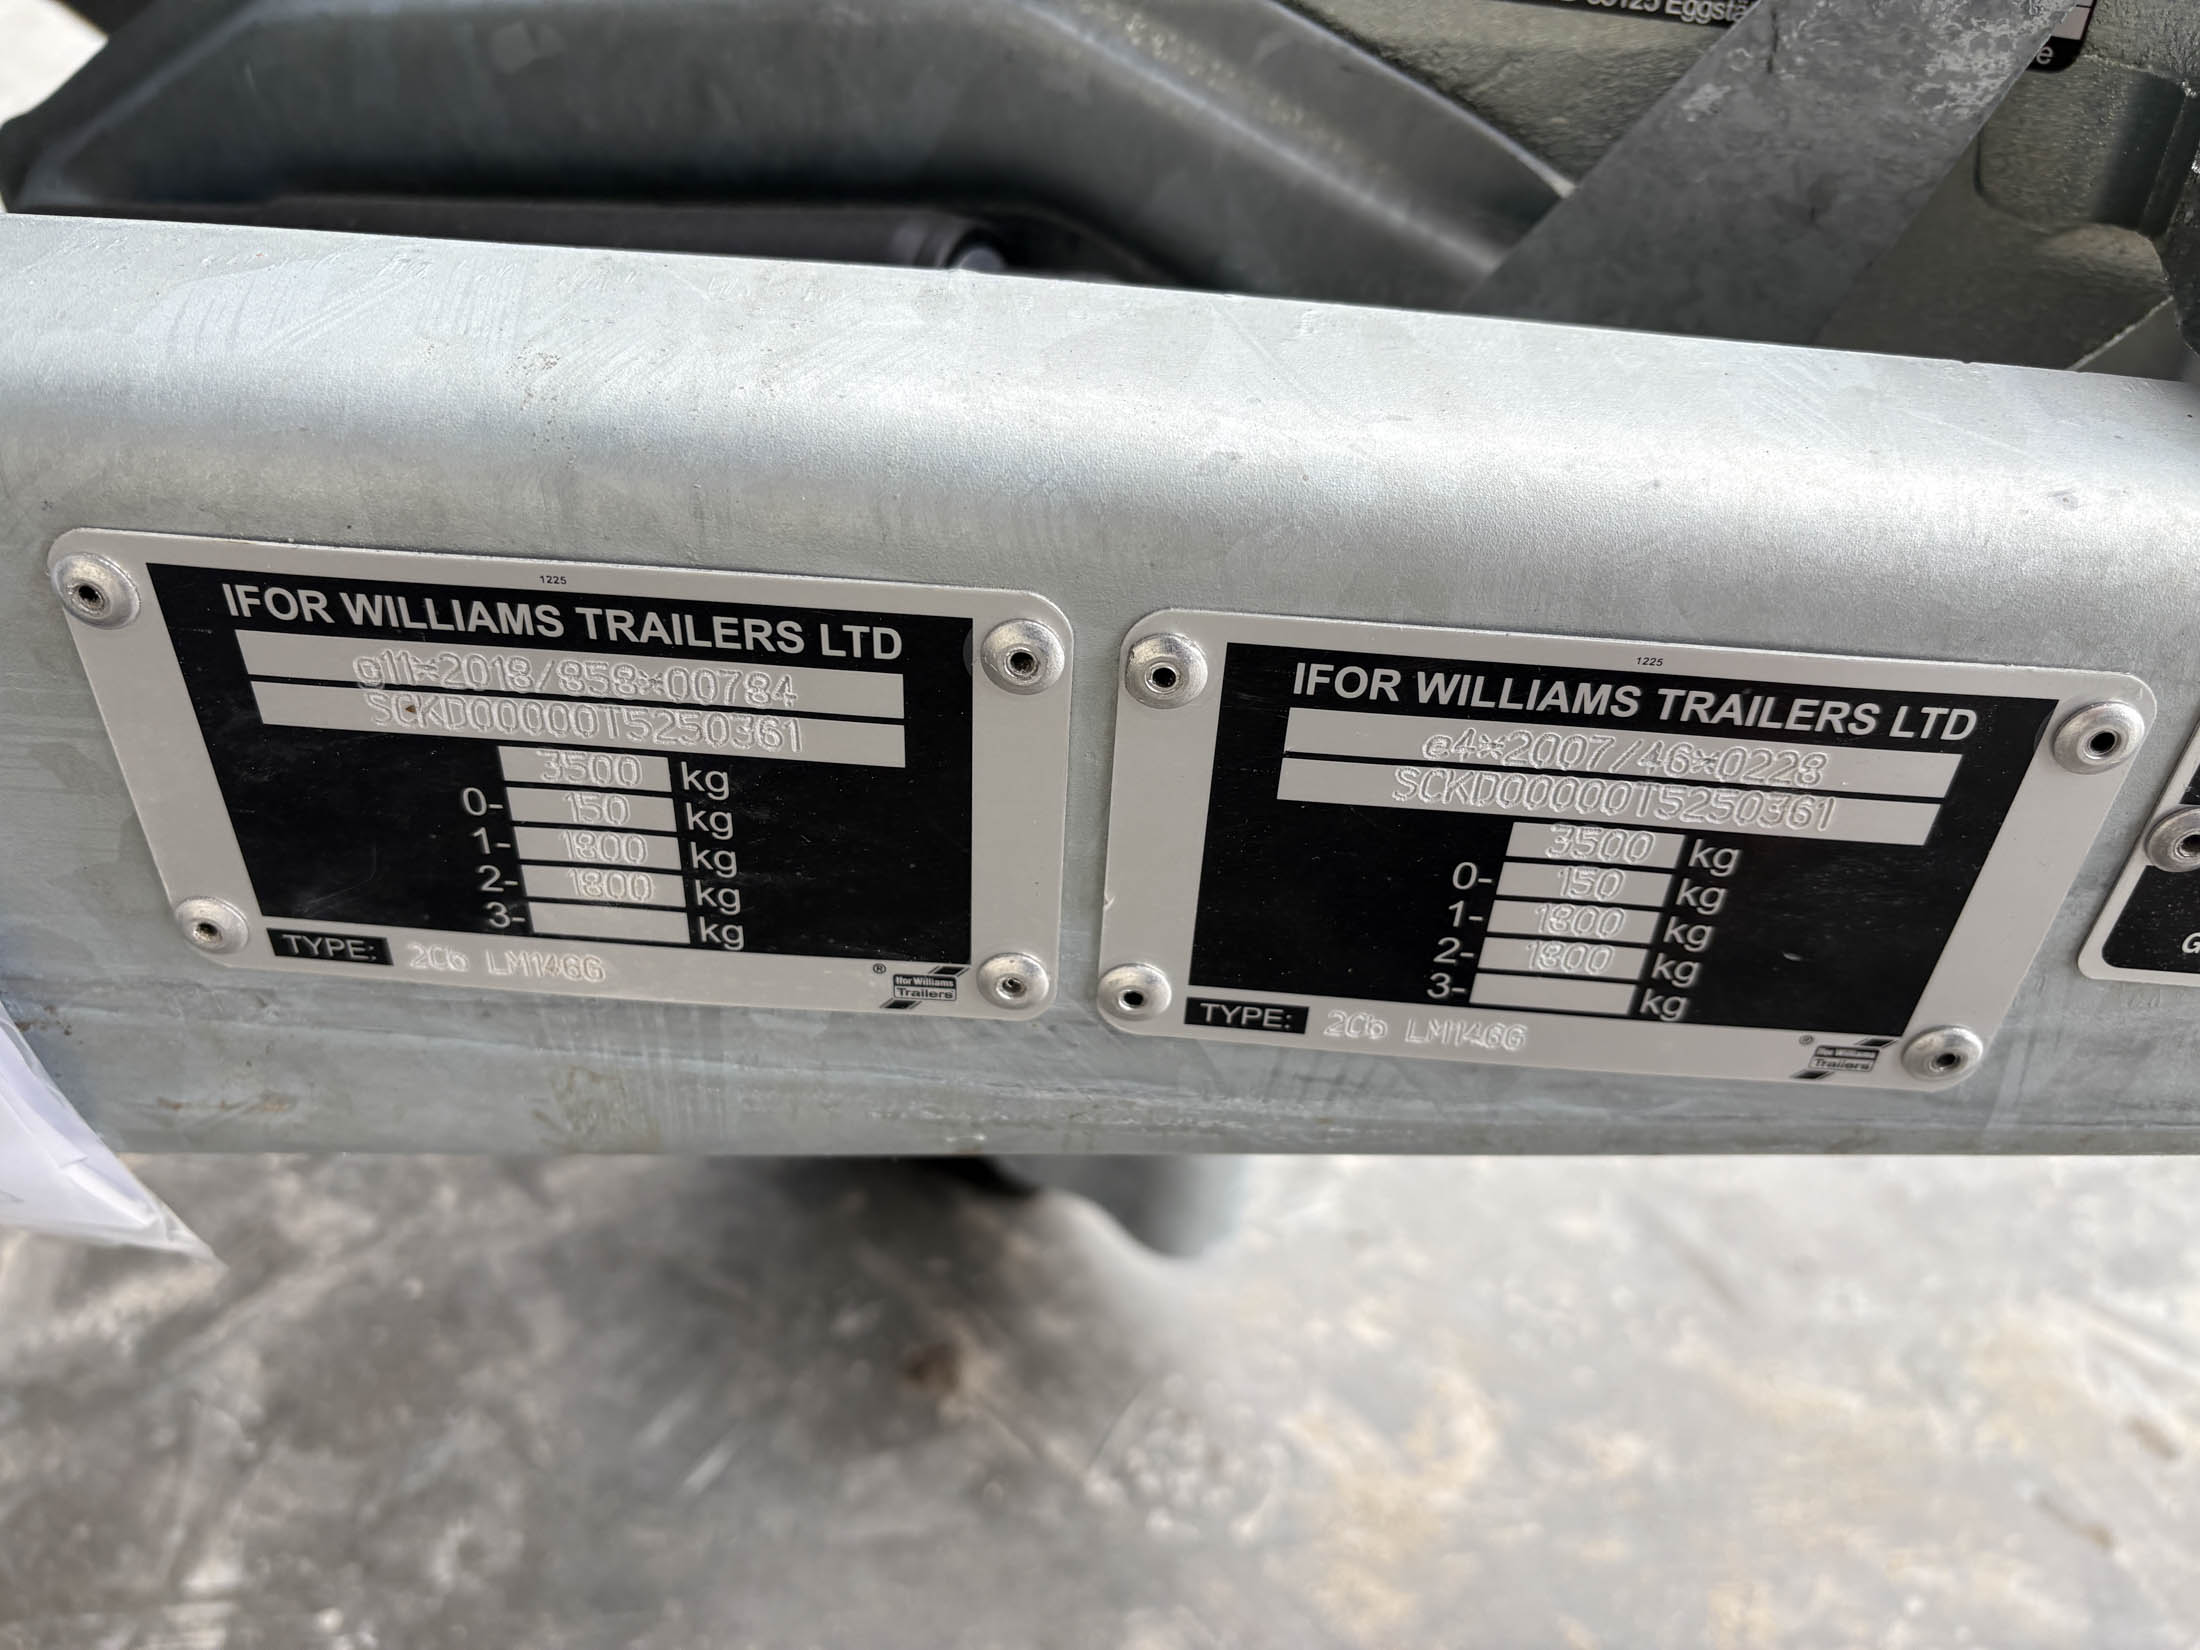 Eggstä
e
1225
IFOR WILLIAMS TRAILERS LTD
e11*2018/858*00784
SCKD00000T5250361
3500 kg
0- 150 kg
1- 1800 kg
2- 1800 kg
3- kg
TYPE: 2Cb LM146G
®
Ifor Williams
Trailers
1225
IFOR WILLIAMS TRAILERS LTD
e4*2007/46*0228
SCKD00000T5250361
3500 kg
0- 150 kg
1- 1800 kg
2- 1800 kg
3- kg
TYPE: 2Cb LM146G
®
Ifor Williams
Trailers
G